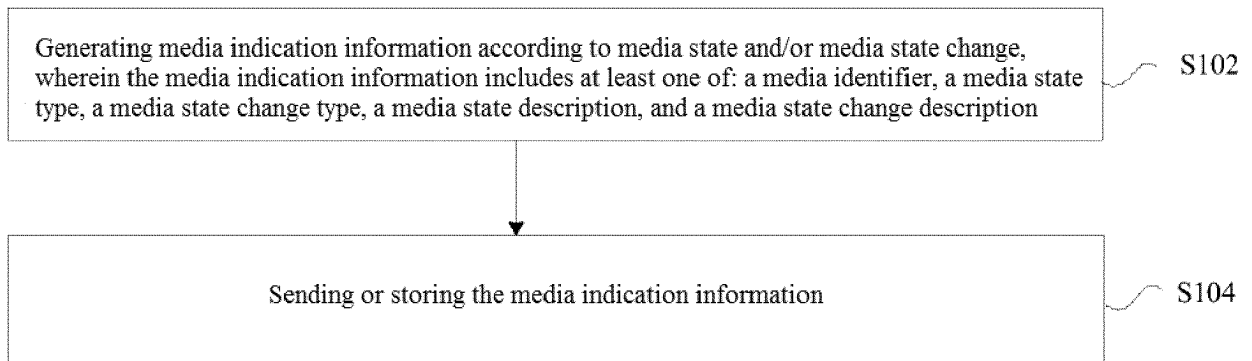 Generating media indication information according to media state and/or media state change,
wherein the media indication information includes at least one of: a media identifier, a media state
type, a media state change type, a media state description, and a media state change description
S102
Sending or storing the media indication information
S104